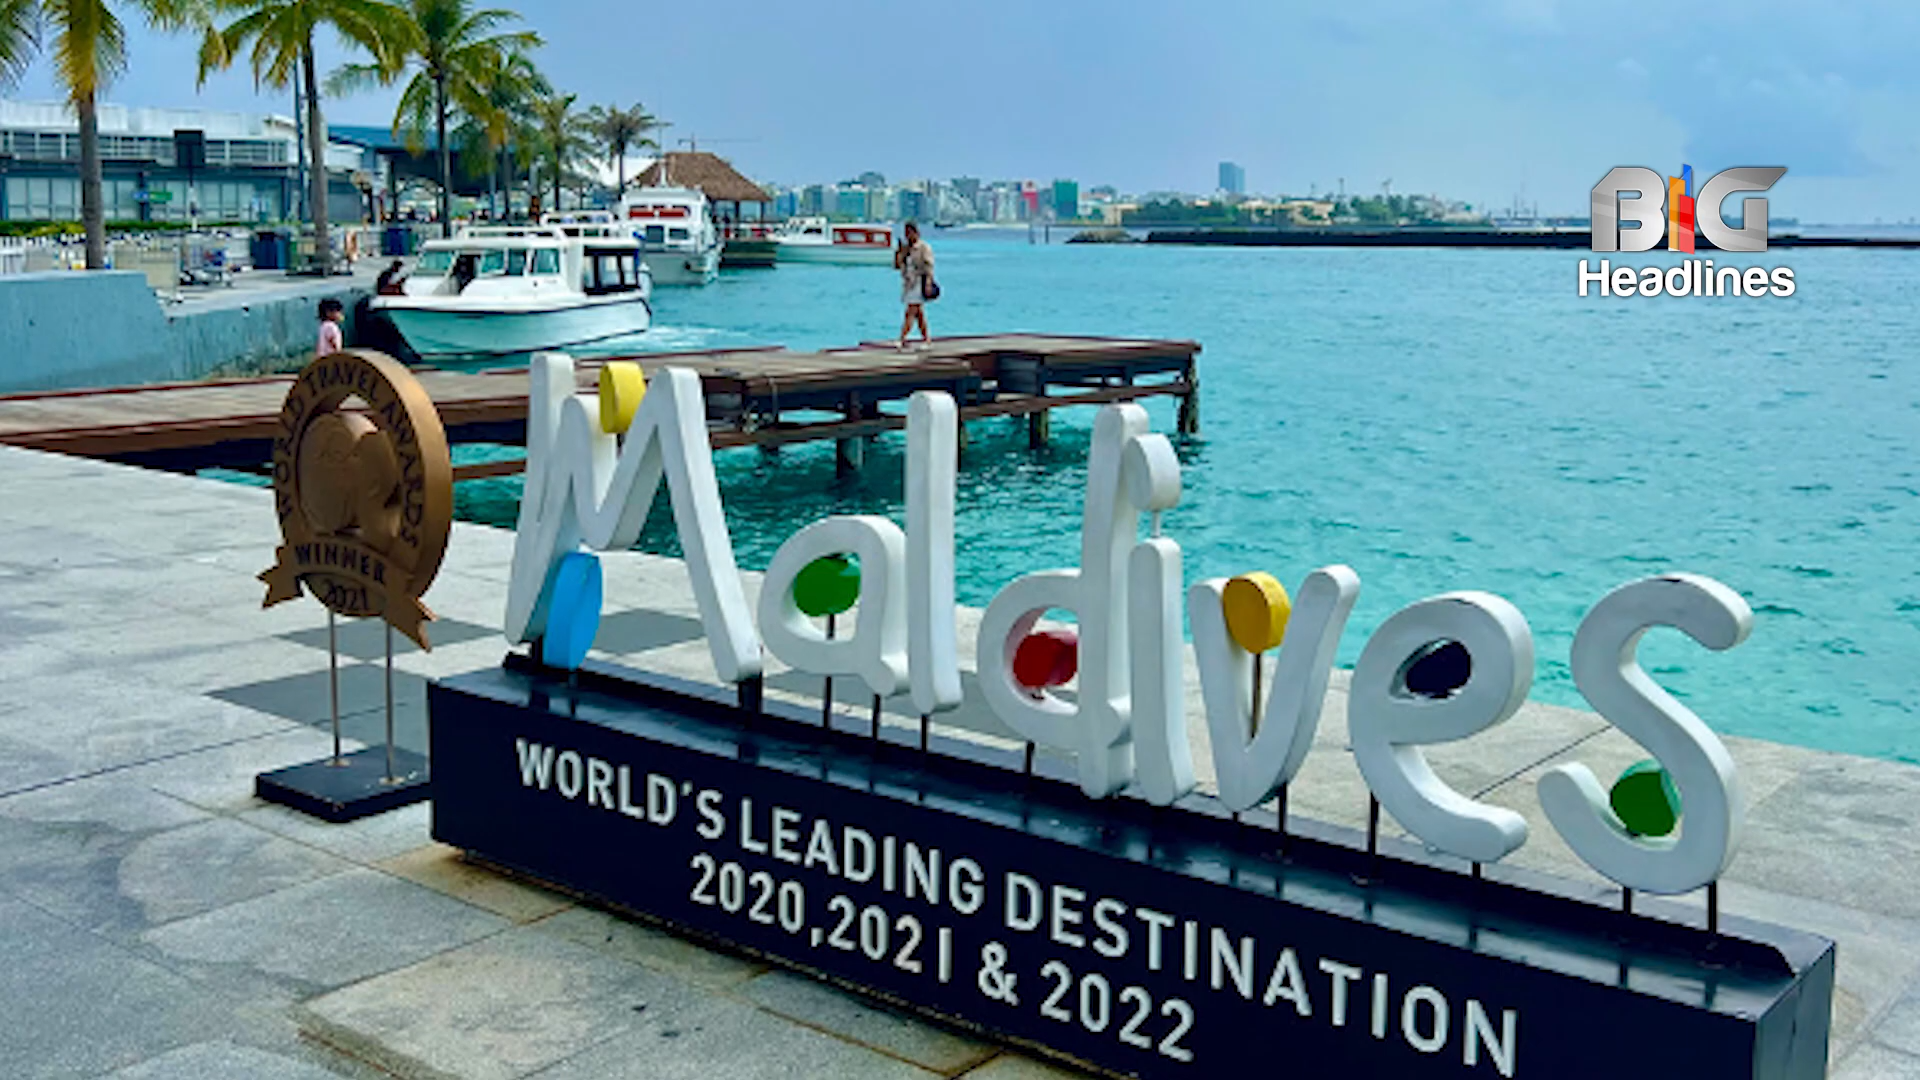 BIG
Headlines
WORLD TRAVEL AWARDS
WINNER
2021
Maldives
WORLD'S LEADING DESTINATION
2020,2021 & 2022